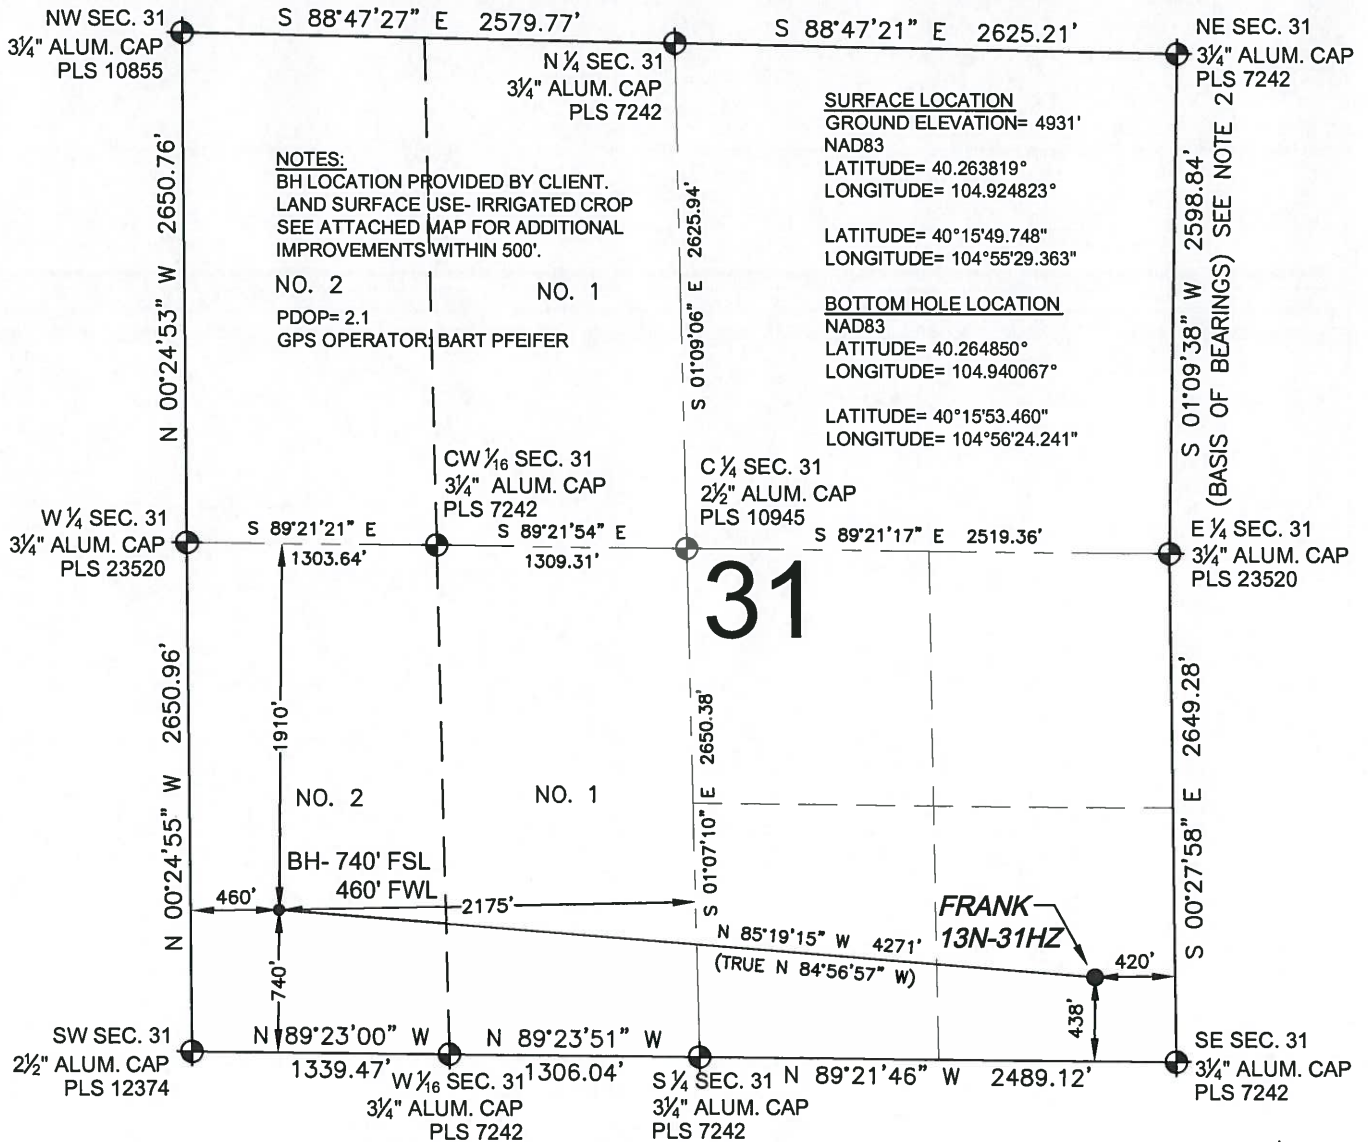 NW SEC. 31
3¼" ALUM. CAP
PLS 10855
S 88°47'27" E 2579.77'
N ¼ SEC. 31
3¼" ALUM. CAP
PLS 7242
S 88°47'21" E 2625.21'
NE SEC. 31
3¼" ALUM. CAP
PLS 7242
N 00°24'53" W 2650.76'
NOTES:
BH LOCATION PROVIDED BY CLIENT.
LAND SURFACE USE- IRRIGATED CROP
SEE ATTACHED MAP FOR ADDITIONAL
IMPROVEMENTS WITHIN 500'.
NO. 2
NO. 1
PDOP= 2.1
GPS OPERATOR: BART PFEIFER
S 01°09'06" E 2625.94'
SURFACE LOCATION
GROUND ELEVATION= 4931'
NAD83
LATITUDE= 40.263819°
LONGITUDE= 104.924823°
LATITUDE= 40°15'49.748"
LONGITUDE= 104°55'29.363"
BOTTOM HOLE LOCATION
NAD83
LATITUDE= 40.264850°
LONGITUDE= 104.940067°
LATITUDE= 40°15'53.460"
LONGITUDE= 104°56'24.241"
S 01°09'38" W 2598.84'
(BASIS OF BEARINGS) SEE NOTE 2
W ¼ SEC. 31
3¼" ALUM. CAP
PLS 23520
S 89°21'21" E
1303.64'
CW 1⁄16 SEC. 31
3¼" ALUM. CAP
PLS 7242
S 89°21'54" E
1309.31'
C ¼ SEC. 31
2½" ALUM. CAP
PLS 10945
S 89°21'17" E 2519.36'
E ¼ SEC. 31
3¼" ALUM. CAP
PLS 23520
31
N 00°24'55" W 2650.96'
1910'
NO. 2
NO. 1
S 01°07'10" E 2650.38'
S 00°27'58" E 2649.28'
BH- 740' FSL
460' FWL
460'
2175'
740'
N 85°19'15" W 4271'
(TRUE N 84°56'57" W)
FRANK
13N-31HZ
420'
438'
SW SEC. 31
2½" ALUM. CAP
PLS 12374
N 89°23'00" W
1339.47'
W 1⁄16 SEC. 31
3¼" ALUM. CAP
PLS 7242
N 89°23'51" W
1306.04'
S ¼ SEC. 31
3¼" ALUM. CAP
PLS 7242
N 89°21'46" W 2489.12'
SE SEC. 31
3¼" ALUM. CAP
PLS 7242